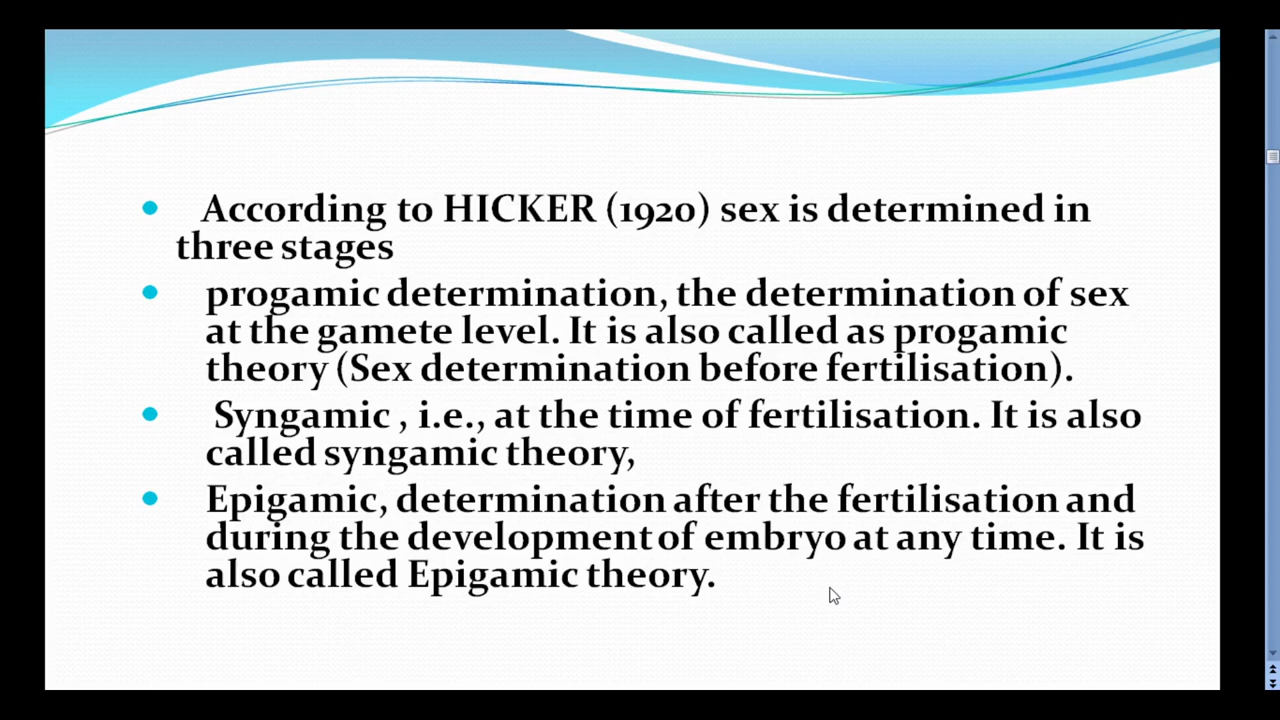 According to HICKER (1920) sex is determined in
three stages
progamic determination, the determination of sex
at the gamete level. It is also called as progamic
theory (Sex determination before fertilisation).
Syngamic , i.e., at the time of fertilisation. It is also
called syngamic theory,
Epigamic, determination after the fertilisation and
during the development of embryo at any time. It is
also called Epigamic theory.